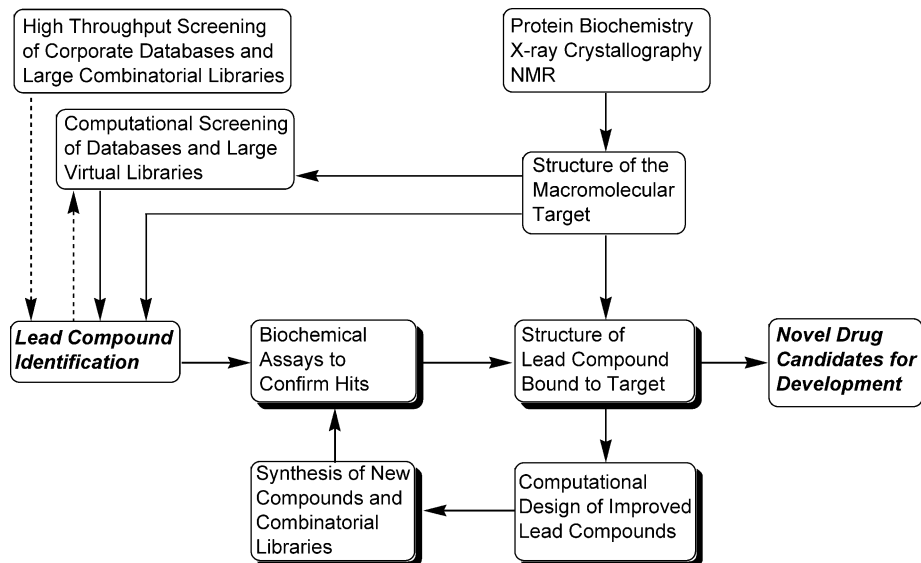 High Throughput Screening
of Corporate Databases and
Large Combinatorial Libraries
Protein Biochemistry
X-ray Crystallography
NMR
Computational Screening
of Databases and Large
Virtual Libraries
Structure of the
Macromolecular
Target
Lead Compound
Identification
Biochemical
Assays to
Confirm Hits
Structure of
Lead Compound
Bound to Target
Novel Drug
Candidates for
Development
Synthesis of New
Compounds and
Combinatorial
Libraries
Computational
Design of Improved
Lead Compounds